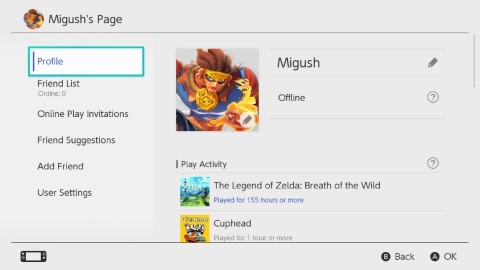 Migush's Page
Profile
Friend List
Online: 0
Online Play Invitations
Friend Suggestions
Add Friend
User Settings
Migush
Offline
?
Play Activity
?
The Legend of Zelda: Breath of the Wild
Played for 155 hours or more
Cuphead
Played for 1 hour or more
B Back
A OK